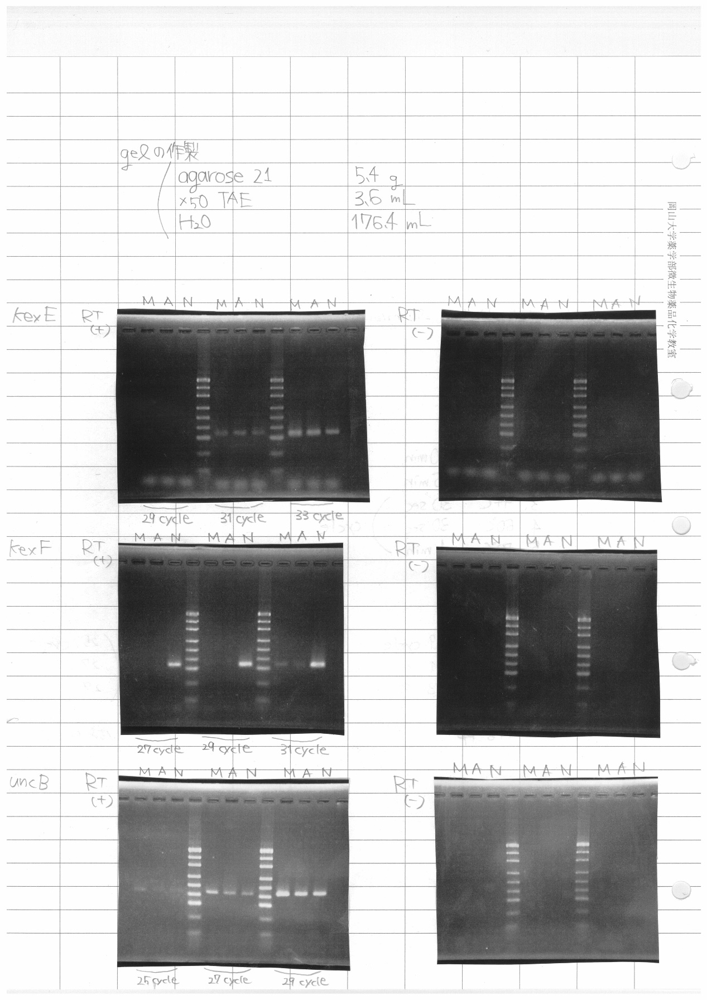 gelの作製
agarose 21 5.4 g
×50 TAE 3.6 mL
H₂O 176.4 mL
岡山大学薬学部微生物薬品化学教室
kexE RT (+) M A N M A N M A N
RT (-) M A N M A N M A N
29 cycle 31 cycle 33 cycle
kexF RT (+) M A N M A N M A N
RT (-) M A N M A N M A N
27 cycle 29 cycle 31 cycle
uncB RT (+) M A N M A N M A N
RT (-) M A N M A N M A N
25 cycle 27 cycle 29 cycle